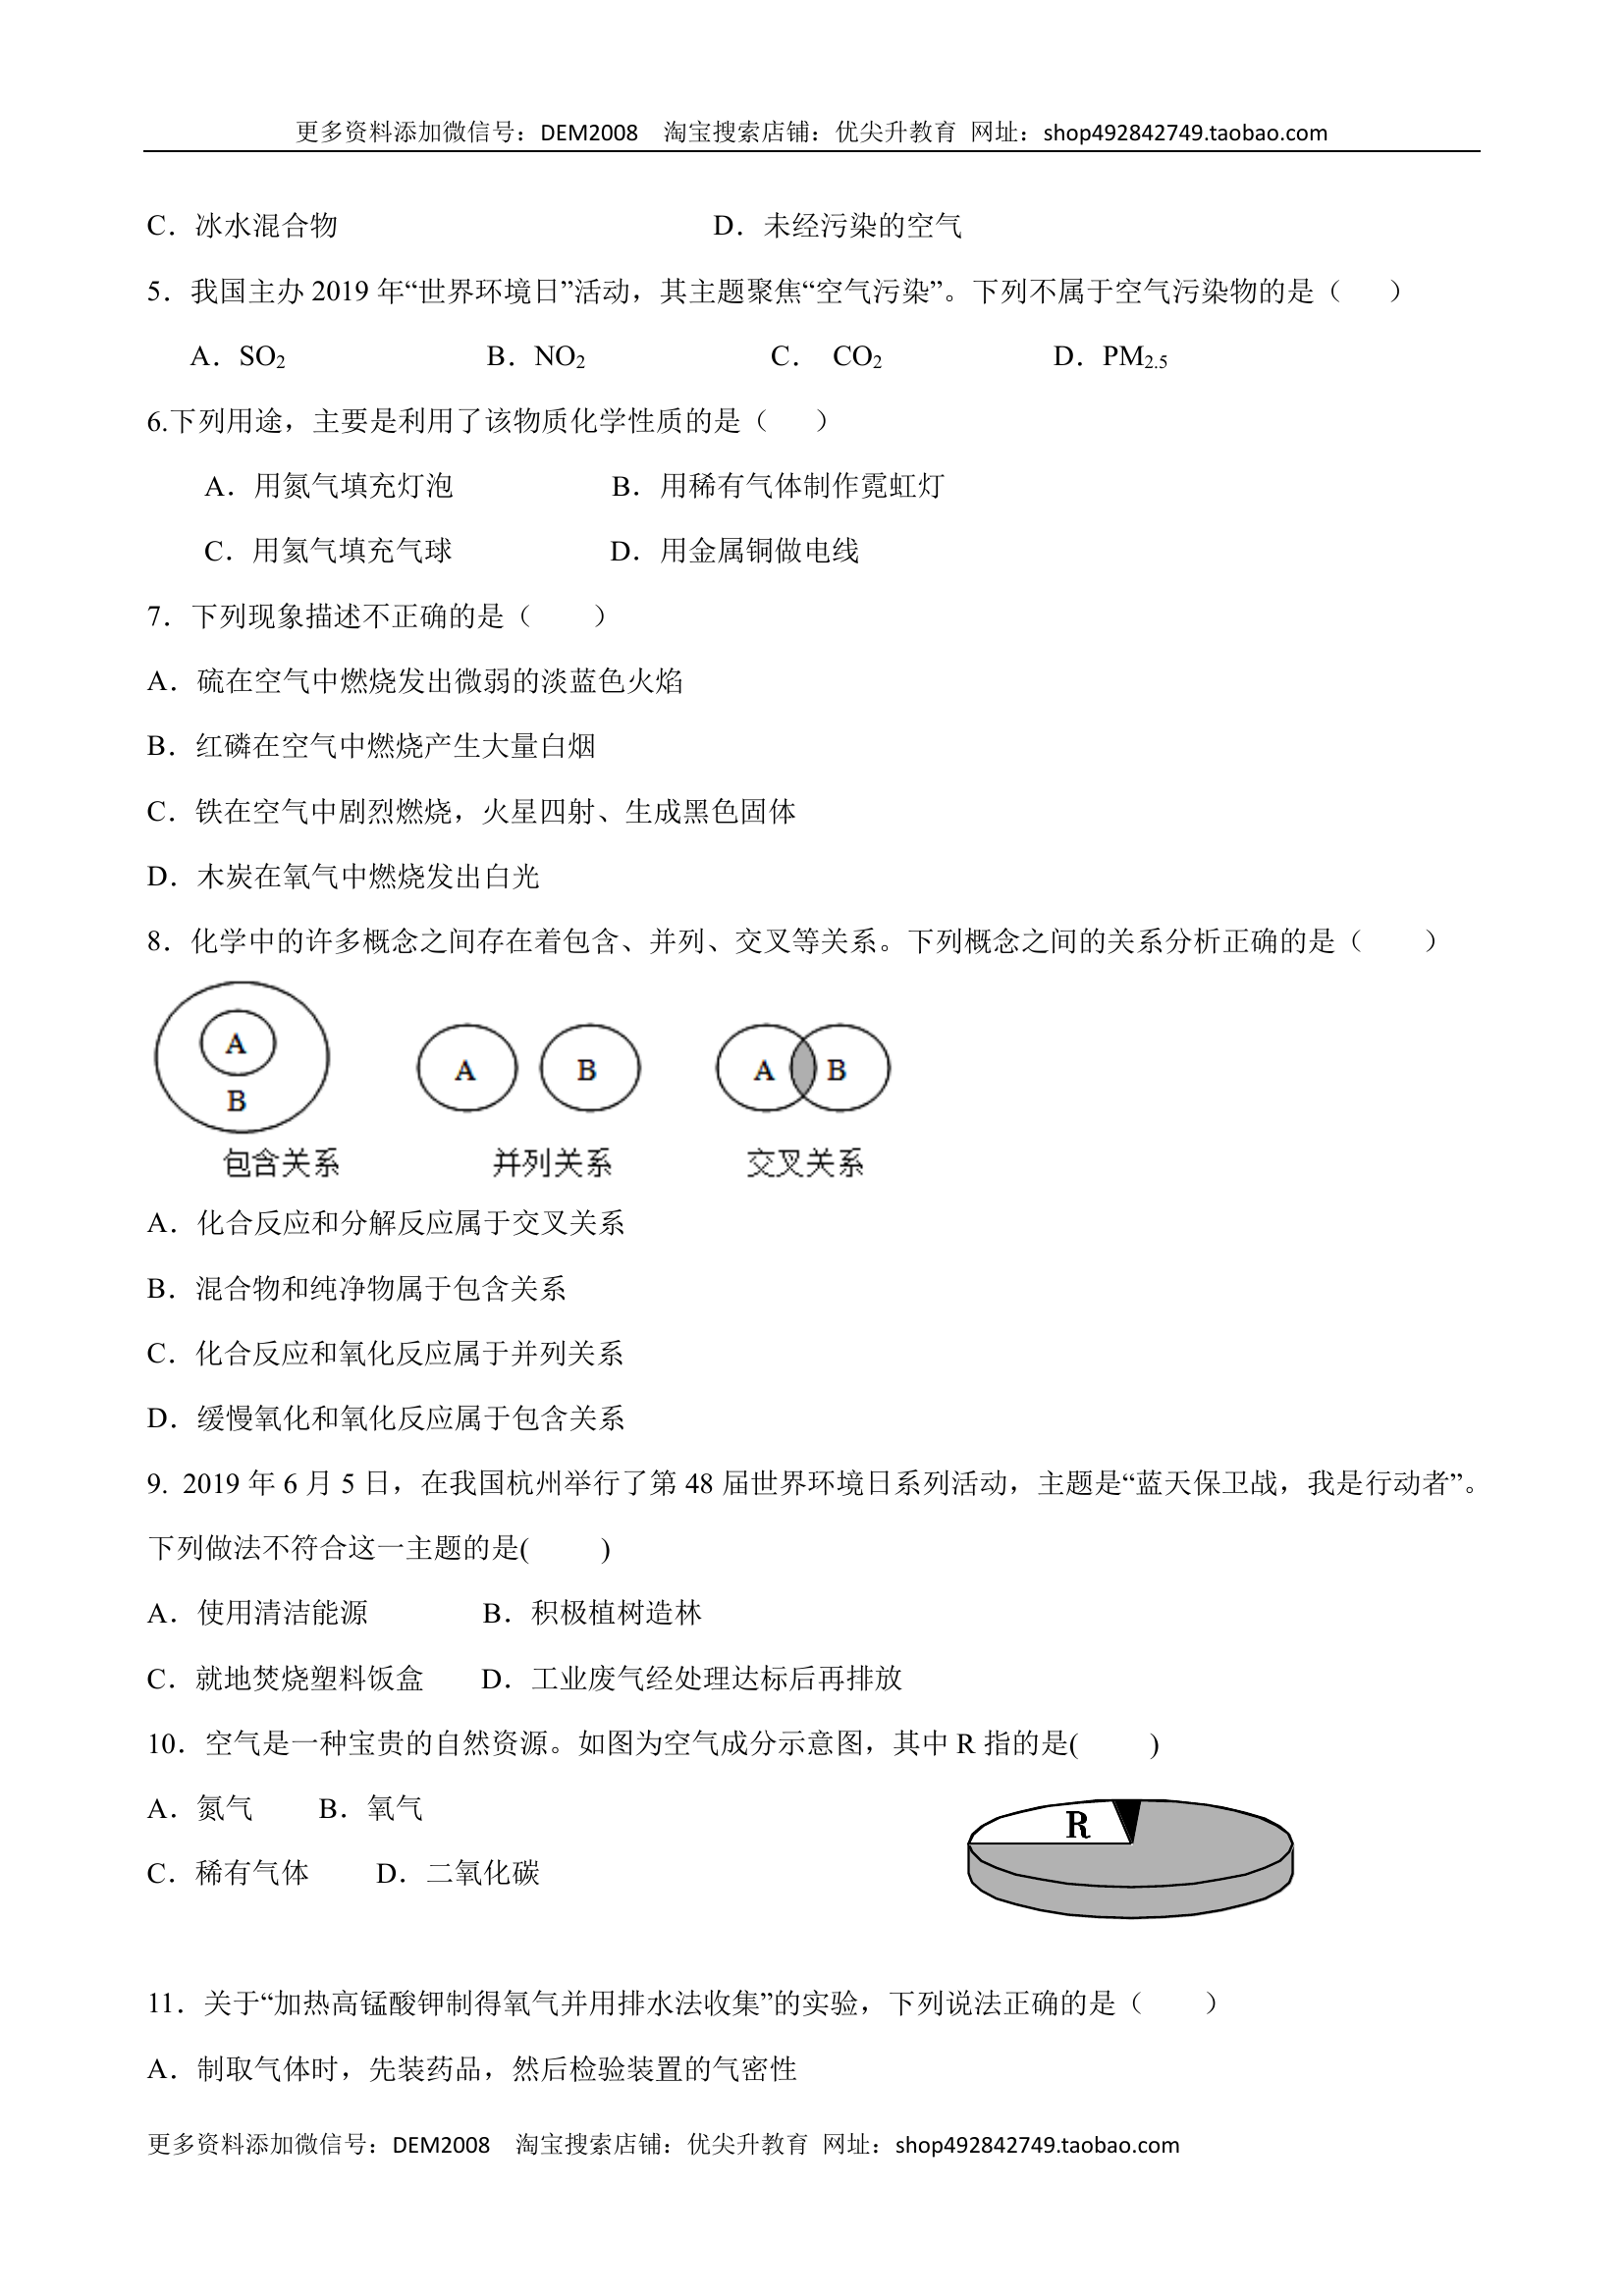 更多资料添加微信号：DEM2008 淘宝搜索店铺：优尖升教育 网址：shop492842749.taobao.com
C．冰水混合物 D．未经污染的空气
5．我国主办 2019 年“世界环境日”活动，其主题聚焦“空气污染”。下列不属于空气污染物的是（ ）
A．SO₂ B．NO₂ C． CO₂ D．PM₂.₅
6.下列用途，主要是利用了该物质化学性质的是（ ）
A．用氮气填充灯泡 B．用稀有气体制作霓虹灯
C．用氦气填充气球 D．用金属铜做电线
7．下列现象描述不正确的是（ ）
A．硫在空气中燃烧发出微弱的淡蓝色火焰
B．红磷在空气中燃烧产生大量白烟
C．铁在空气中剧烈燃烧，火星四射、生成黑色固体
D．木炭在氧气中燃烧发出白光
8．化学中的许多概念之间存在着包含、并列、交叉等关系。下列概念之间的关系分析正确的是（ ）
A B A B A B
包含关系 并列关系 交叉关系
A．化合反应和分解反应属于交叉关系
B．混合物和纯净物属于包含关系
C．化合反应和氧化反应属于并列关系
D．缓慢氧化和氧化反应属于包含关系
9. 2019 年 6 月 5 日，在我国杭州举行了第 48 届世界环境日系列活动，主题是“蓝天保卫战，我是行动者”。
下列做法不符合这一主题的是( )
A．使用清洁能源 B．积极植树造林
C．就地焚烧塑料饭盒 D．工业废气经处理达标后再排放
10．空气是一种宝贵的自然资源。如图为空气成分示意图，其中 R 指的是( )
A．氮气 B．氧气
R
C．稀有气体 D．二氧化碳
11．关于“加热高锰酸钾制得氧气并用排水法收集”的实验，下列说法正确的是（ ）
A．制取气体时，先装药品，然后检验装置的气密性
更多资料添加微信号：DEM2008 淘宝搜索店铺：优尖升教育 网址：shop492842749.taobao.com